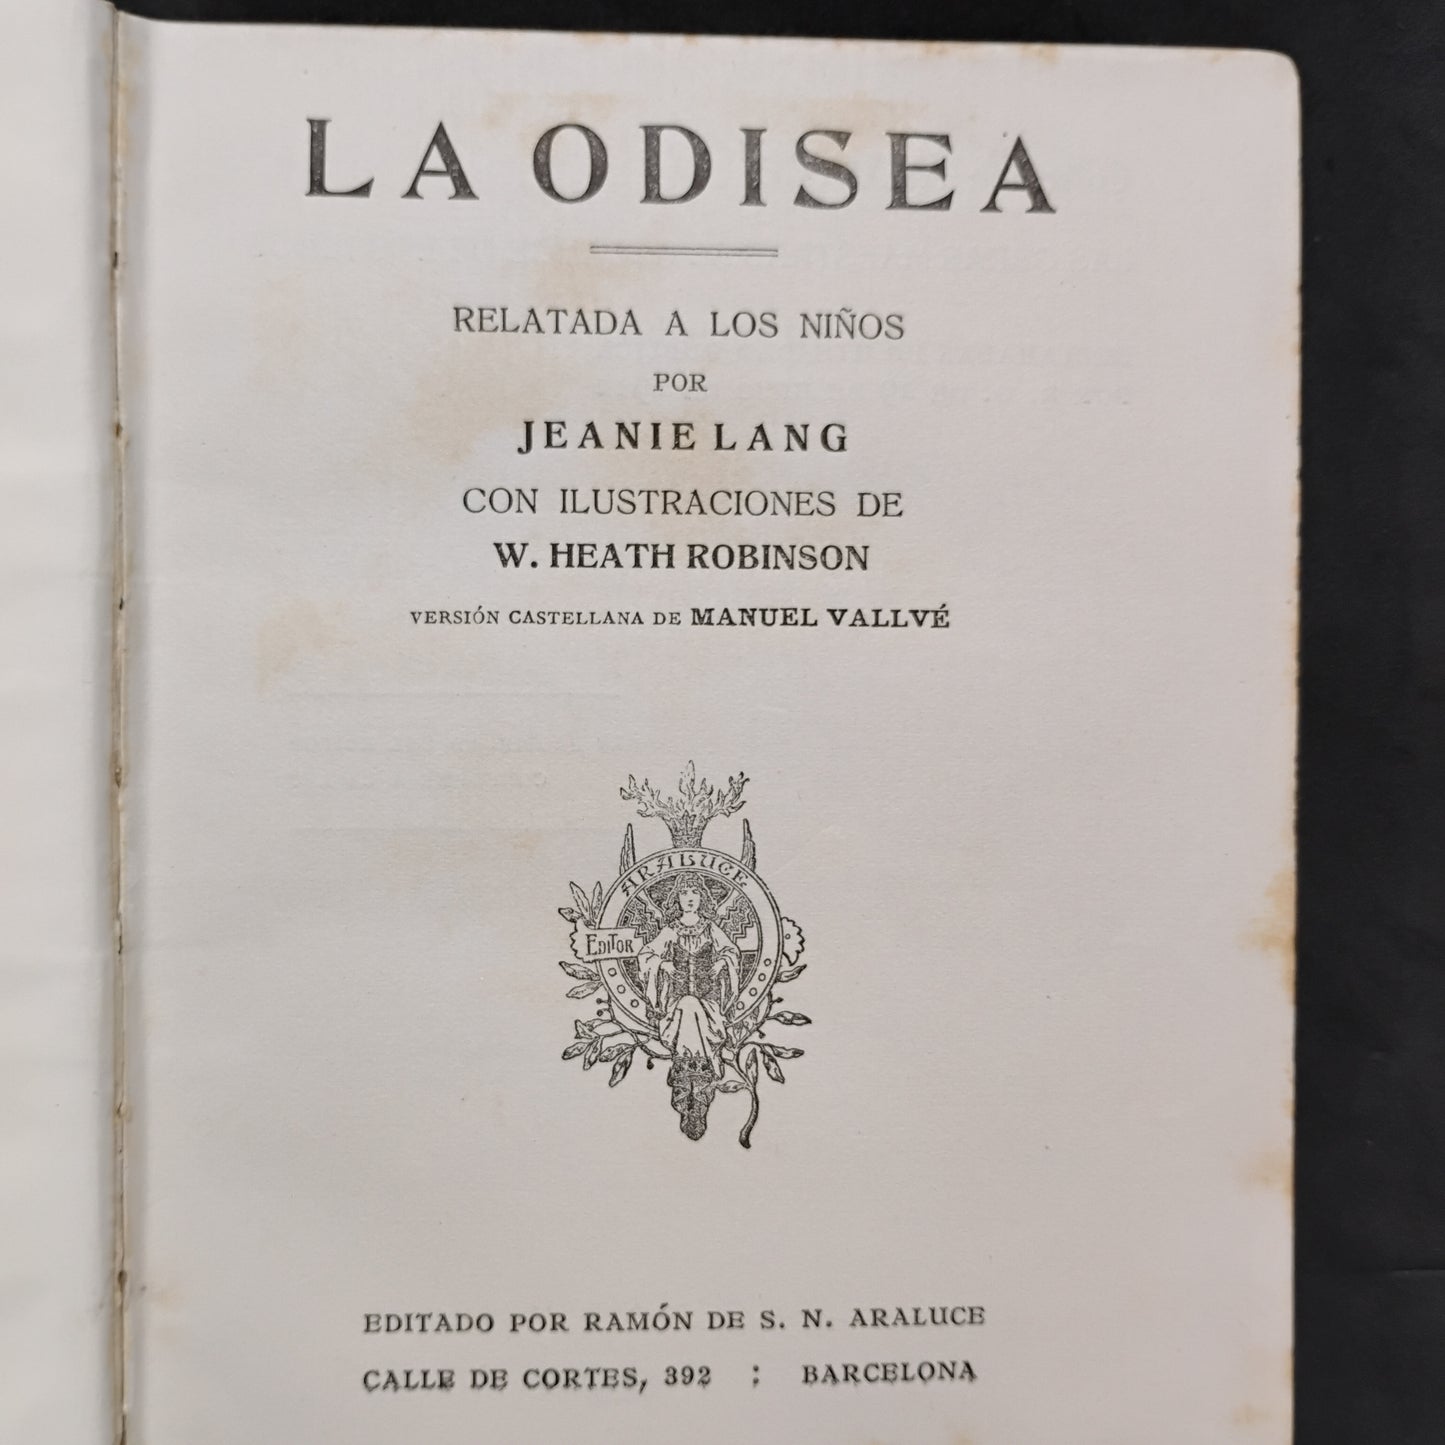 LA ODISEA
RELATADA A LOS NIÑOS
POR
JEANIE LANG
CON ILUSTRACIONES DE
W. HEATH ROBINSON
VERSIÓN CASTELLANA DE MANUEL VALLVÉ
ARALUCE
EDITOR
EDITADO POR RAMÓN DE S. N. ARALUCE
CALLE DE CORTES, 392 : BARCELONA